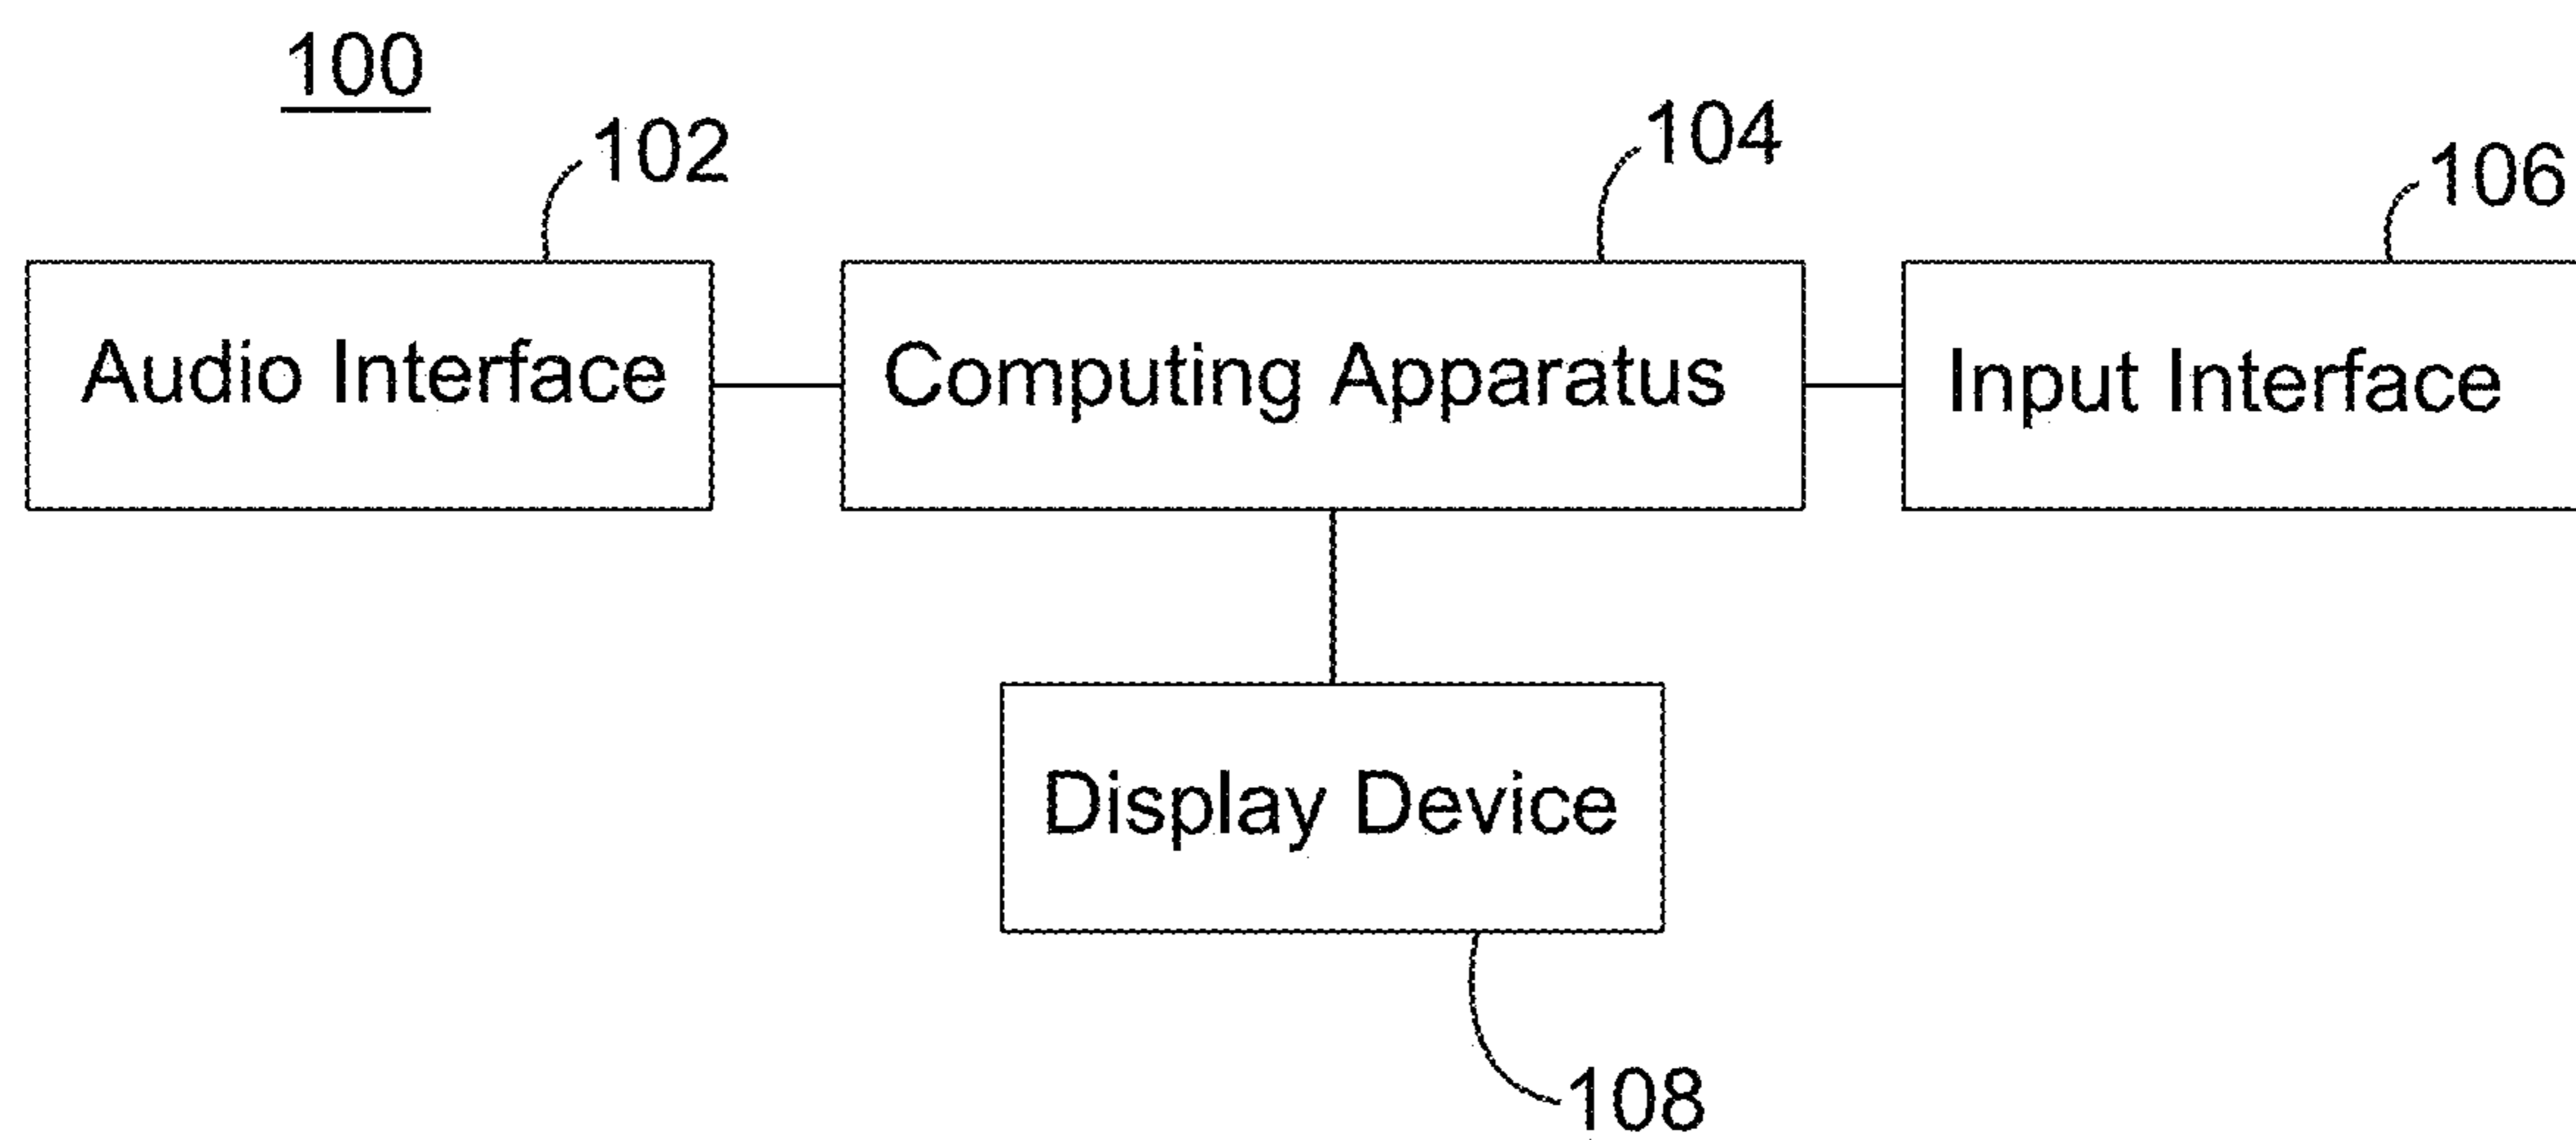 100
102
104
106
Audio Interface
Computing Apparatus
Input Interface
Display Device
108